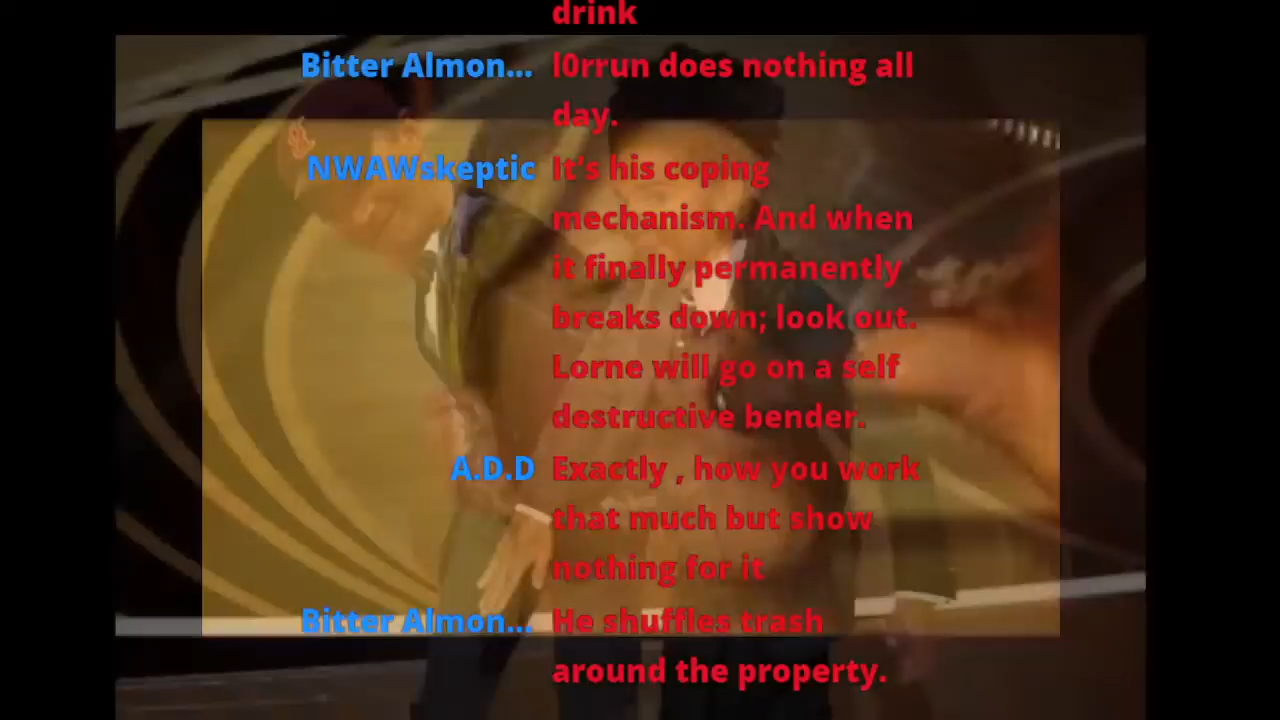 drink
Bitter Almon... l0rrun does nothing all
day.
NWAWskeptic It's his coping
mechanism. And when
it finally permanently
breaks down; look out.
Lorne will go on a self
destructive bender.
A.D.D Exactly , how you work
that much but show
nothing for it
Bitter Almon... He shuffles trash
around the property.